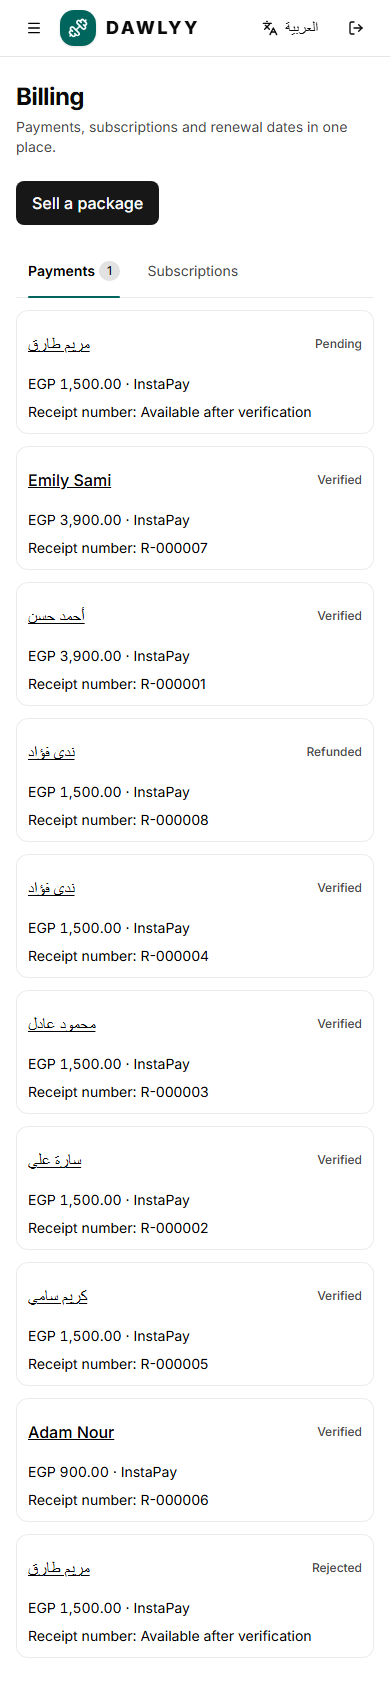 DAWLYY
العربية
Billing
Payments, subscriptions and renewal dates in one
place.
Sell a package
Payments 1
Subscriptions
مريم طارق
Pending
EGP 1,500.00 · InstaPay
Receipt number: Available after verification
Emily Sami
Verified
EGP 3,900.00 · InstaPay
Receipt number: R-000007
أحمد حسن
Verified
EGP 3,900.00 · InstaPay
Receipt number: R-000001
ندى فؤاد
Refunded
EGP 1,500.00 · InstaPay
Receipt number: R-000008
ندى فؤاد
Verified
EGP 1,500.00 · InstaPay
Receipt number: R-000004
محمود عادل
Verified
EGP 1,500.00 · InstaPay
Receipt number: R-000003
سارة علي
Verified
EGP 1,500.00 · InstaPay
Receipt number: R-000002
كريم سامي
Verified
EGP 1,500.00 · InstaPay
Receipt number: R-000005
Adam Nour
Verified
EGP 900.00 · InstaPay
Receipt number: R-000006
مريم طارق
Rejected
EGP 1,500.00 · InstaPay
Receipt number: Available after verification